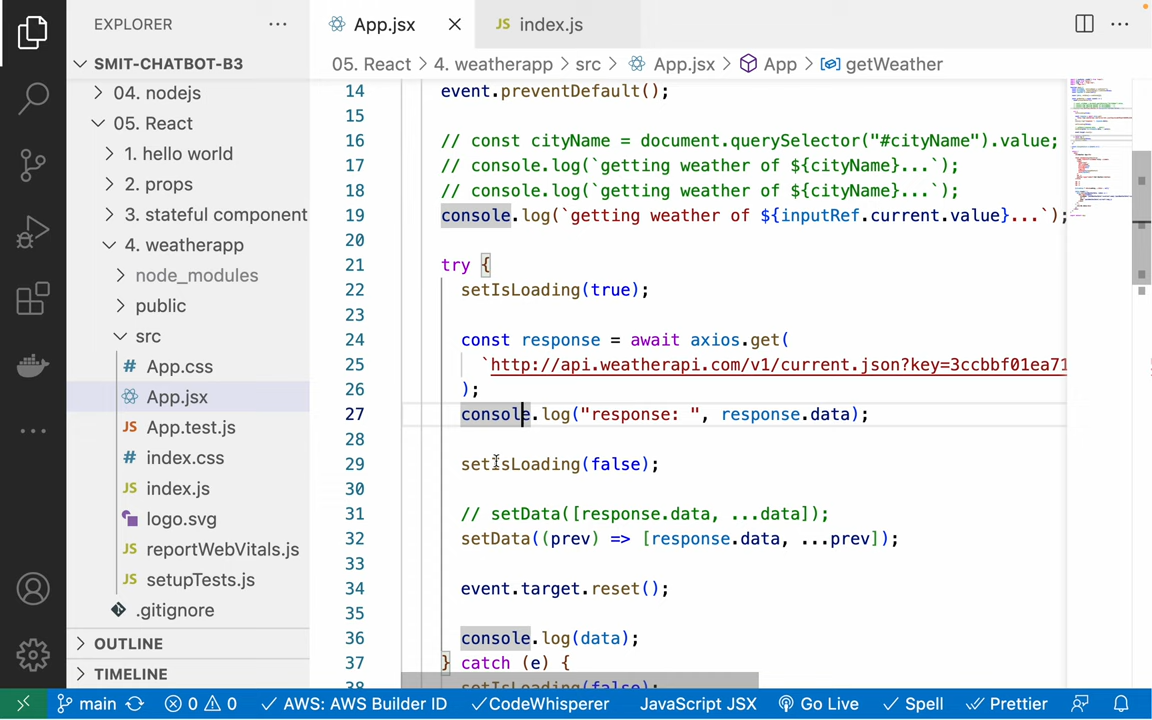 EXPLORER
App.jsx
JS index.js
SMIT-CHATBOT-B3
05. React > 4. weatherapp > src > App.jsx > App > getWeather
04. nodejs
05. React
1. hello world
2. props
3. stateful component
4. weatherapp
node_modules
public
src
# App.css
App.jsx
JS App.test.js
# index.css
JS index.js
logo.svg
JS reportWebVitals.js
JS setupTests.js
.gitignore
OUTLINE
TIMELINE
14 event.preventDefault();
15
16 // const cityName = document.querySelector("#cityName").value;
17 // console.log(`getting weather of ${cityName}...`);
18 // console.log(`getting weather of ${cityName}...`);
19 console.log(`getting weather of ${inputRef.current.value}...`);
20
21 try {
22 setIsLoading(true);
23
24 const response = await axios.get(
25 `http://api.weatherapi.com/v1/current.json?key=3ccbbf01ea71
26 );
27 console.log("response: ", response.data);
28
29 setIsLoading(false);
30
31 // setData([response.data, ...data]);
32 setData((prev) => [response.data, ...prev]);
33
34 event.target.reset();
35
36 console.log(data);
37 } catch (e) {
38 setIsLoading(false);
main 0 0 AWS: AWS Builder ID CodeWhisperer JavaScript JSX Go Live Spell Prettier